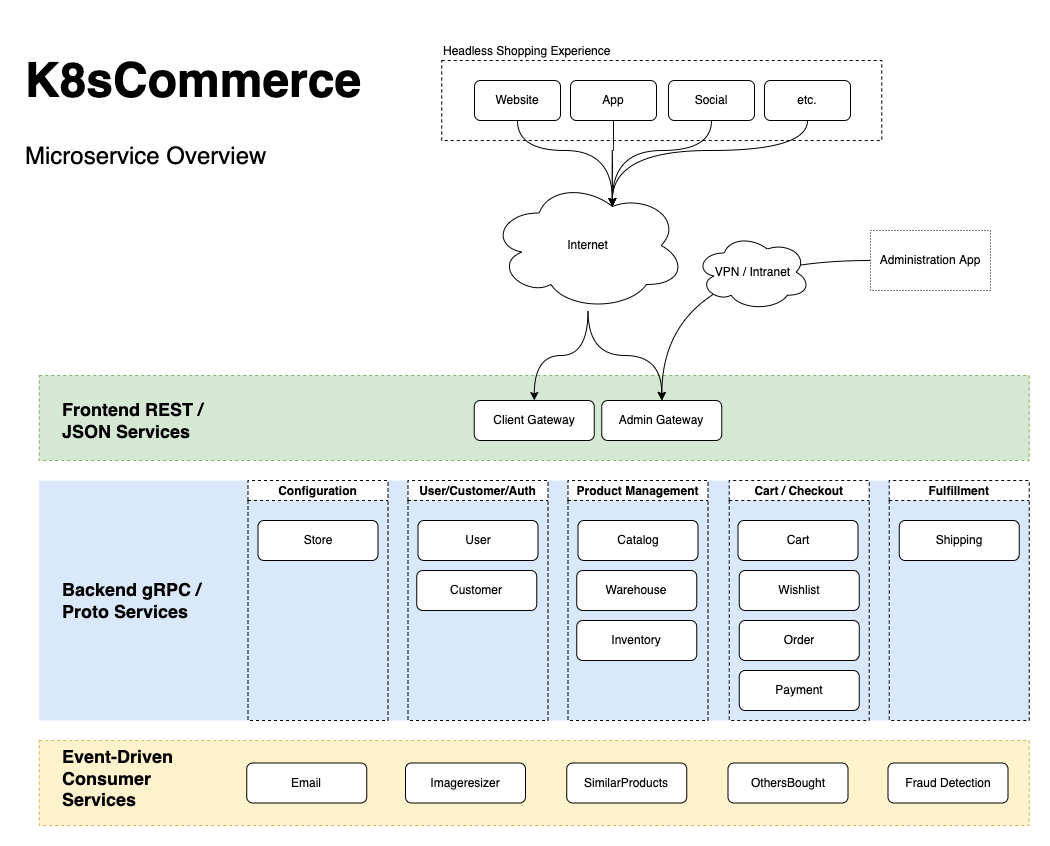 K8sCommerce
Microservice Overview
Headless Shopping Experience
Website
App
Social
etc.
Internet
VPN / Intranet
Administration App
Frontend REST /
JSON Services
Client Gateway
Admin Gateway
Backend gRPC /
Proto Services
Configuration
Store
User/Customer/Auth
User
Customer
Product Management
Catalog
Warehouse
Inventory
Cart / Checkout
Cart
Wishlist
Order
Payment
Fulfillment
Shipping
Event-Driven
Consumer
Services
Email
Imageresizer
SimilarProducts
OthersBought
Fraud Detection